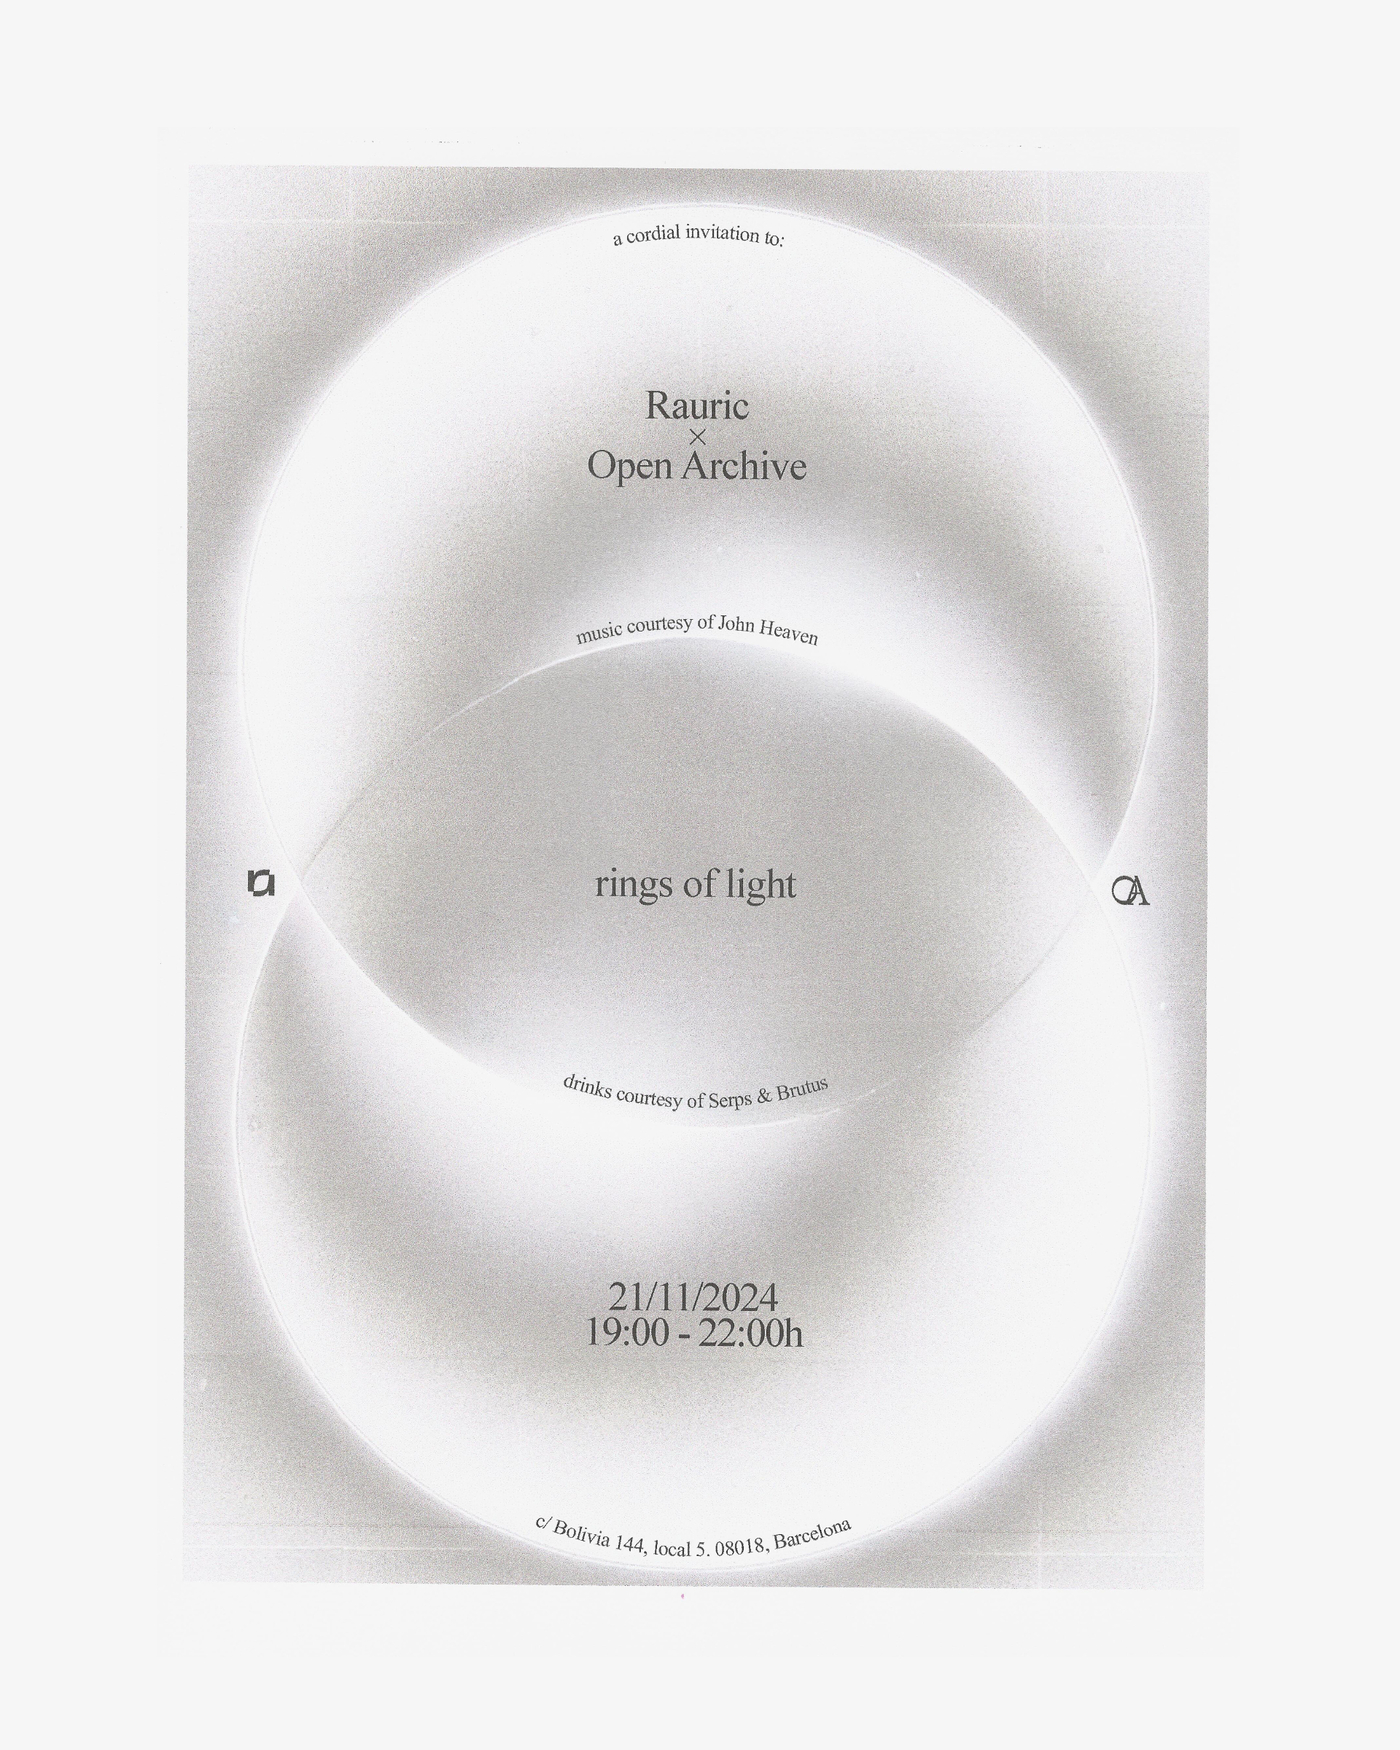 a cordial invitation to:
Rauric
×
Open Archive
music courtesy of John Heaven
ra
rings of light
OA
drinks courtesy of Serps & Brutus
21/11/2024
19:00 - 22:00h
c/ Bolivia 144, local 5. 08018, Barcelona